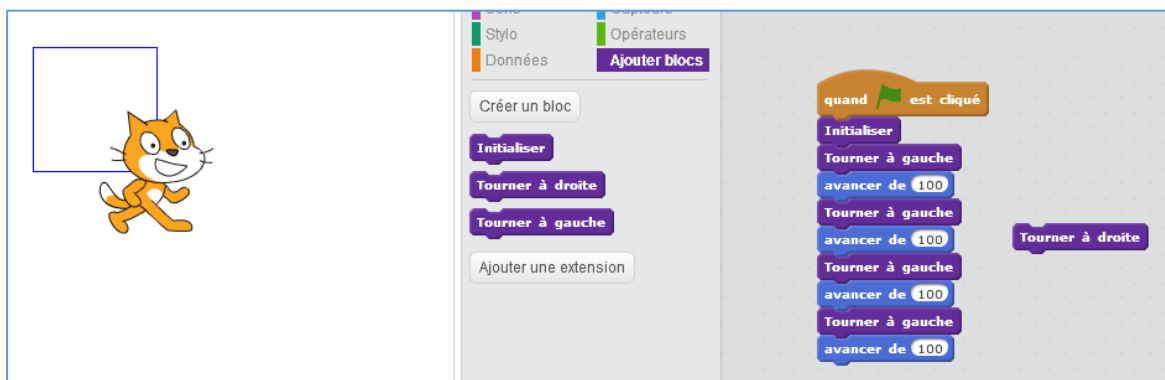 Stylo
Opérateurs
Données
Ajouter blocs
Créer un bloc
Initialiser
Tourner à droite
Tourner à gauche
Ajouter une extension
quand est cliqué
Initialiser
Tourner à gauche
avancer de 100
Tourner à gauche
avancer de 100
Tourner à gauche
avancer de 100
Tourner à gauche
avancer de 100
Tourner à droite